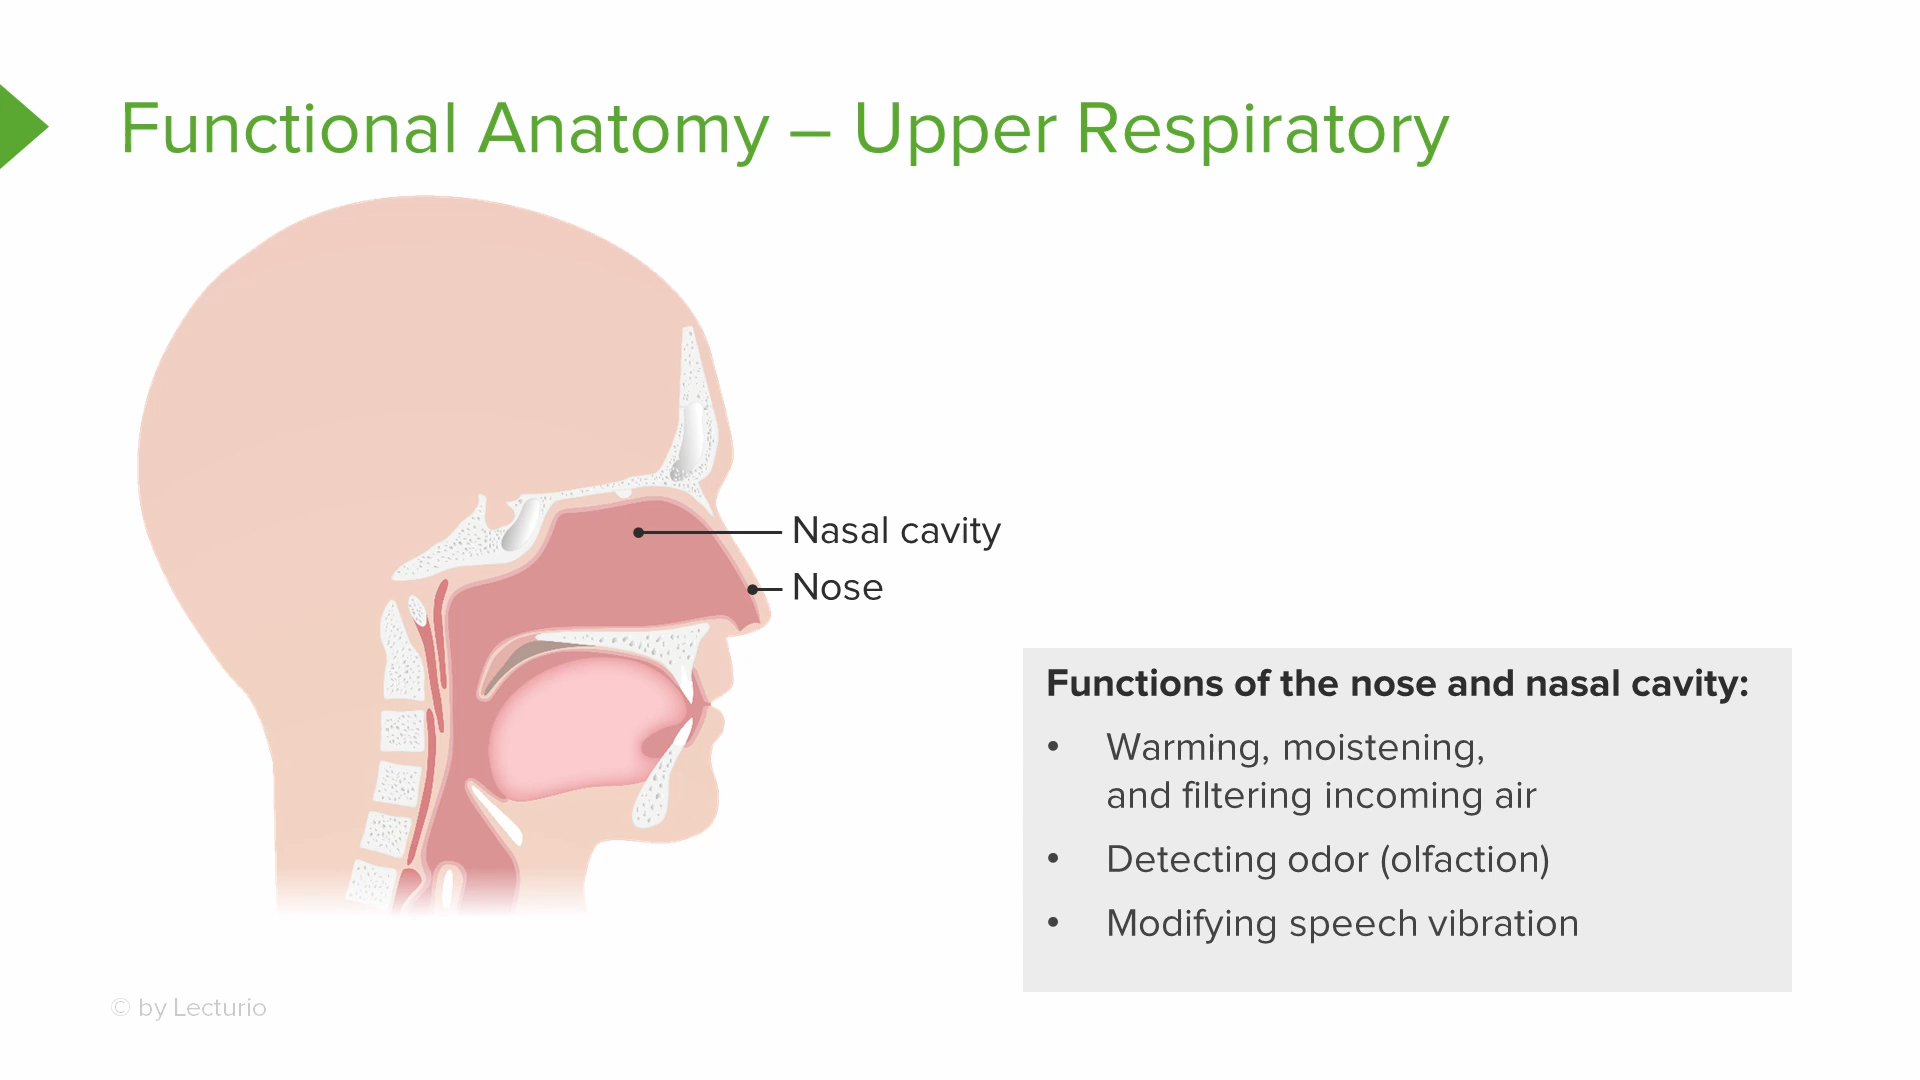 Functional Anatomy – Upper Respiratory
Nasal cavity
Nose
Functions of the nose and nasal cavity:
• Warming, moistening,
and filtering incoming air
• Detecting odor (olfaction)
• Modifying speech vibration
© by Lecturio